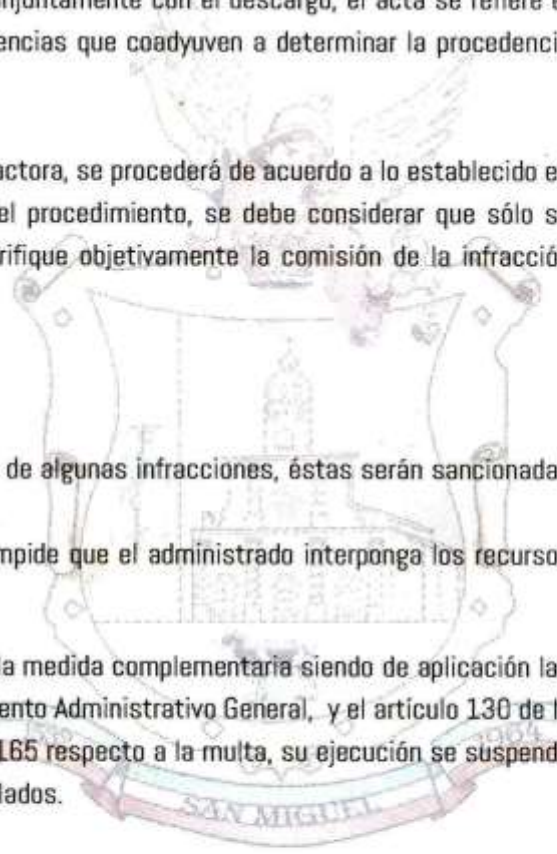 njuntamente con el descargo, el acta se refiere e
encias que coadyuven a determinar la procedenci
actora, se procederá de acuerdo a lo establecido e
el procedimiento, se debe considerar que sólo s
rifique objetivamente la comisión de la infracció
de algunas infracciones, éstas serán sancionada
mpide que el administrado interponga los recurso
la medida complementaria siendo de aplicación la
ento Administrativo General, y el artículo 130 de l
165 respecto a la multa, su ejecución se suspend
lados.
SAN MIGUEL